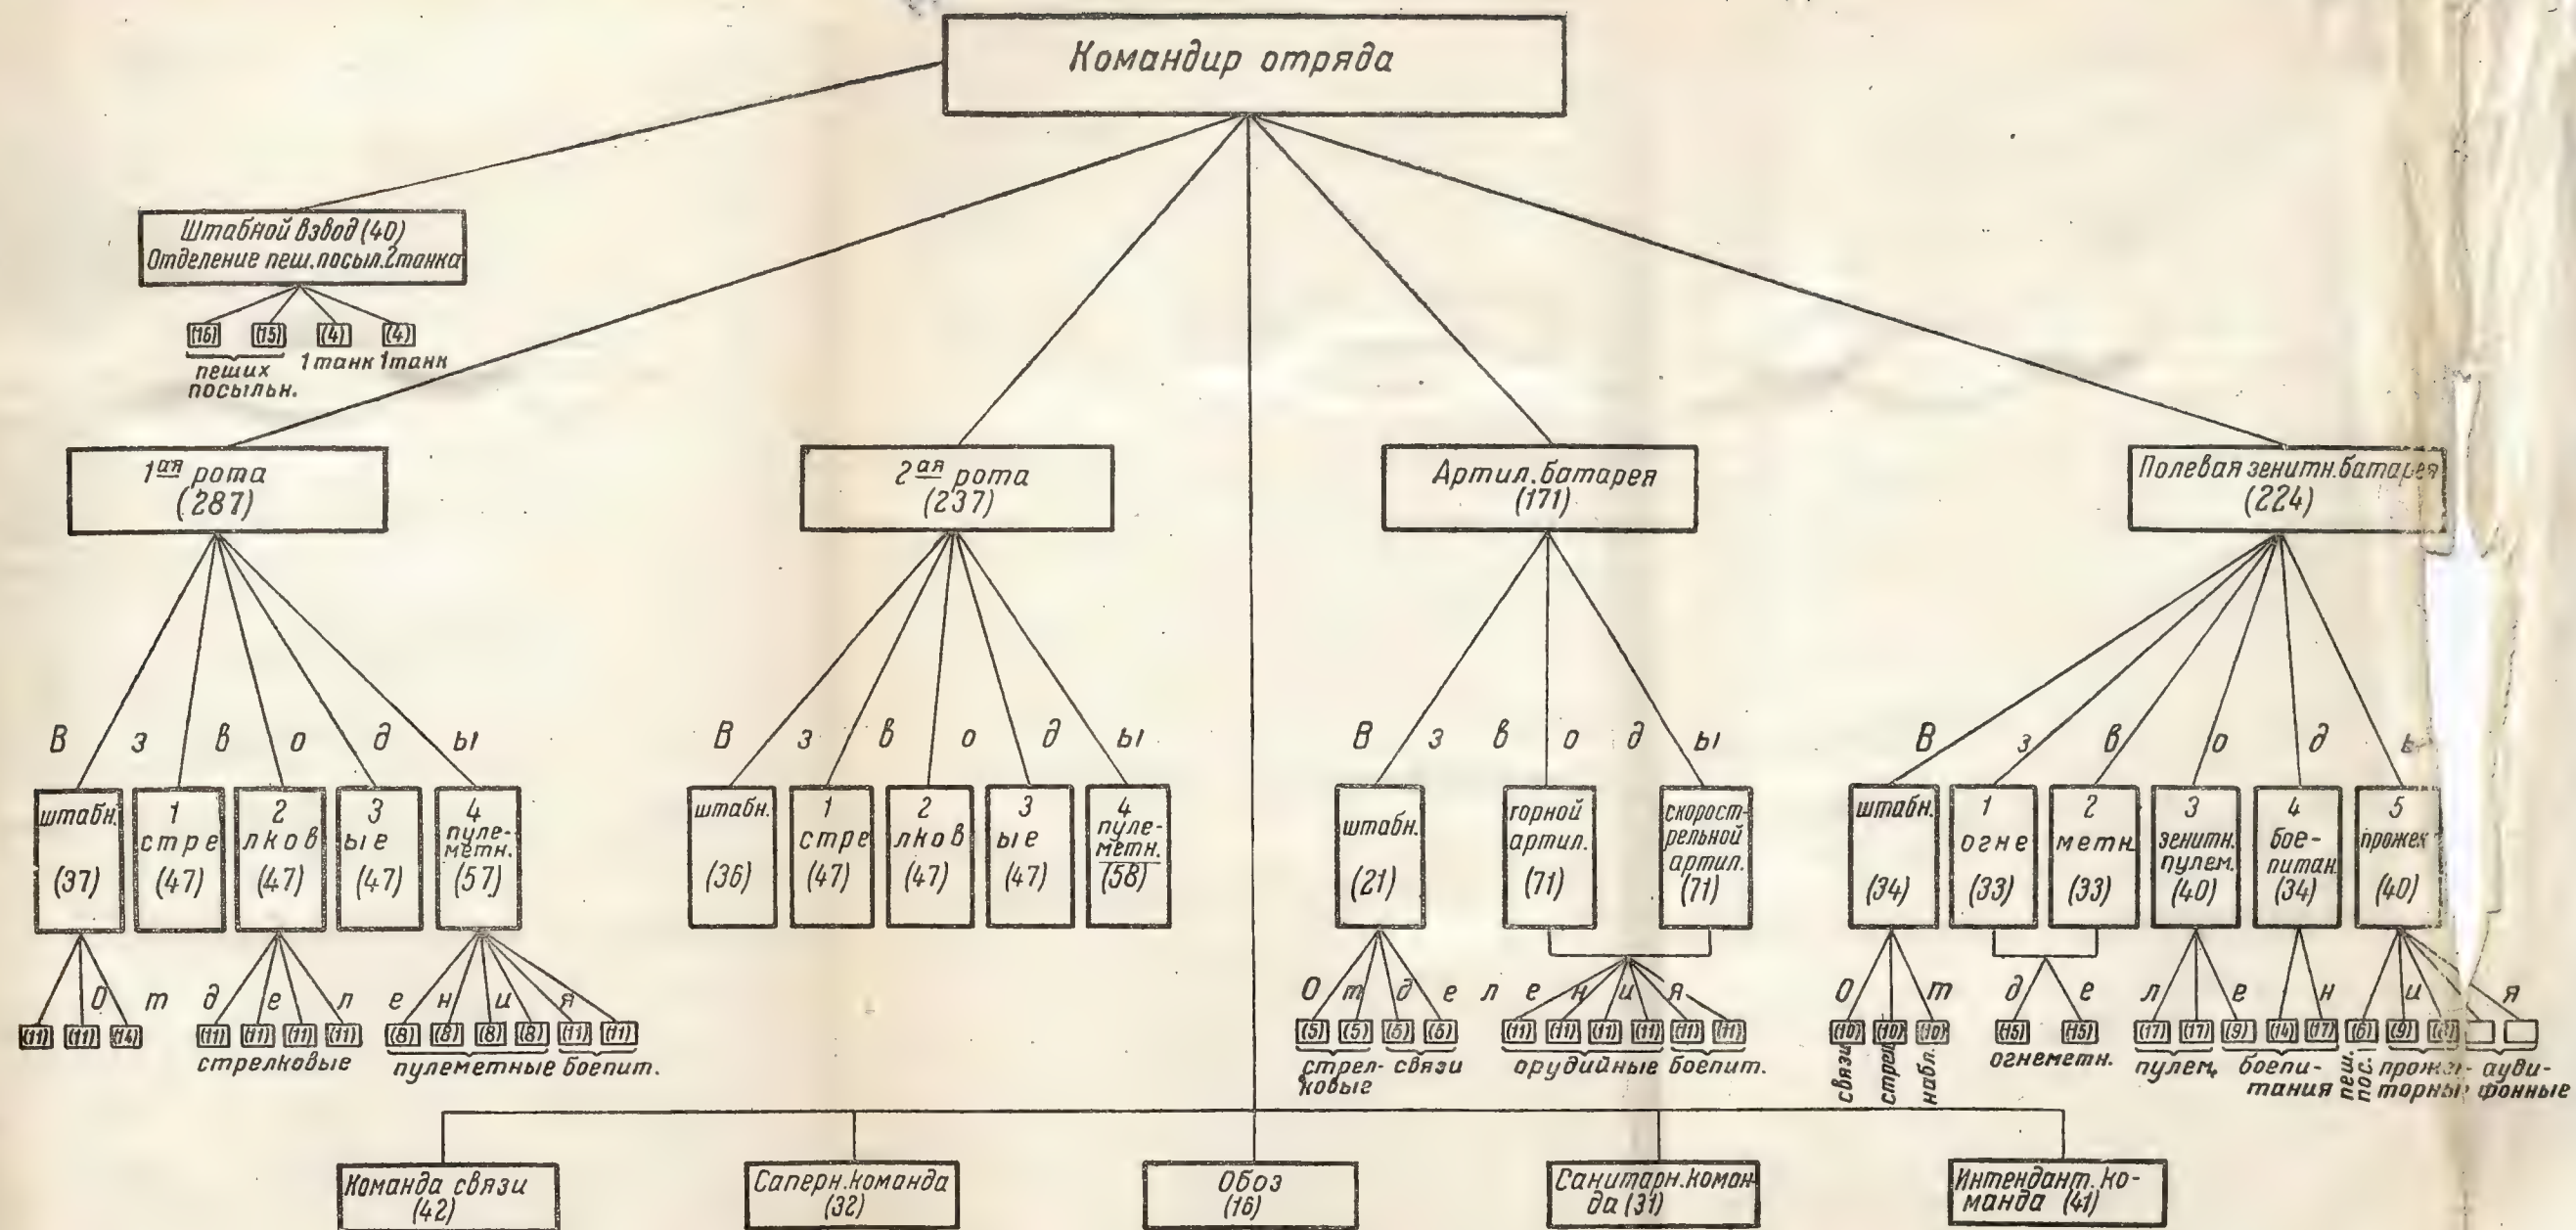 Командир отряда
Штабной взвод (40)
Отделение пеш. посыл. 2 танка
(16) (15) (4) (4)
пеших посыльн.
1 танк 1 танк
1ая рота
(287)
2ая рота
(237)
Артил. батарея
(171)
Полевая зенитн. батарея
(224)
В з в о д ы
штабн.
(37)
1
стре
(47)
2
лков
(47)
3
ые
(47)
4
пуле-
метн.
(57)
В з в о д ы
штабн.
(36)
1
стре
(47)
2
лков
(47)
3
ые
(47)
4
пуле-
метн.
(58)
В з в о д ы
штабн.
(21)
горной
артил.
(71)
скорост-
рельной
артил.
(71)
В з в о д
штабн.
(34)
1
огне
(33)
2
метн.
(33)
3
зенитн.
пулем.
(40)
4
бое-
питан.
(34)
5
прожек
(40)
О т д е л е н и я
(11) (11) (14)
(11) (11) (11) (11)
стрелковые
(8) (8) (8) (8) (11) (11)
пулеметные боепит.
О т д е л е н и я
(5) (5) (5) (5)
стрел-
ковые
связи
(11) (11) (11) (11) (11) (11)
орудийные боепит.
О т д е л е н и я
(10) (10) (10)
связи
набл.
(15) (15)
огнеметн.
(17) (17) (9) (14) (17) (6) (9)
пулем.
боепи-
тания
пеш.
пос.
ауди-
фонные
Команда связи
(42)
Саперн. команда
(32)
Обоз
(16)
Санитарн. коман-
да (31)
Интендант. ко-
манда (41)